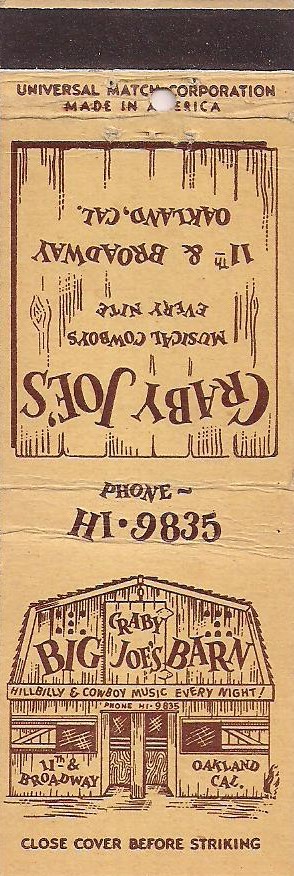 UNIVERSAL MATCH CORPORATION
MADE IN AMERICA
CRABY JOE'S
MUSICAL COWBOYS
EVERY NITE
11TH & BROADWAY
OAKLAND, CAL.
PHONE ~
HI·9835
CRABY
BIG JOE'S BARN
HILLBILLY & COWBOY MUSIC EVERY NIGHT!
PHONE HI-9835
11TH &
BROADWAY
OAKLAND
CAL.
CLOSE COVER BEFORE STRIKING